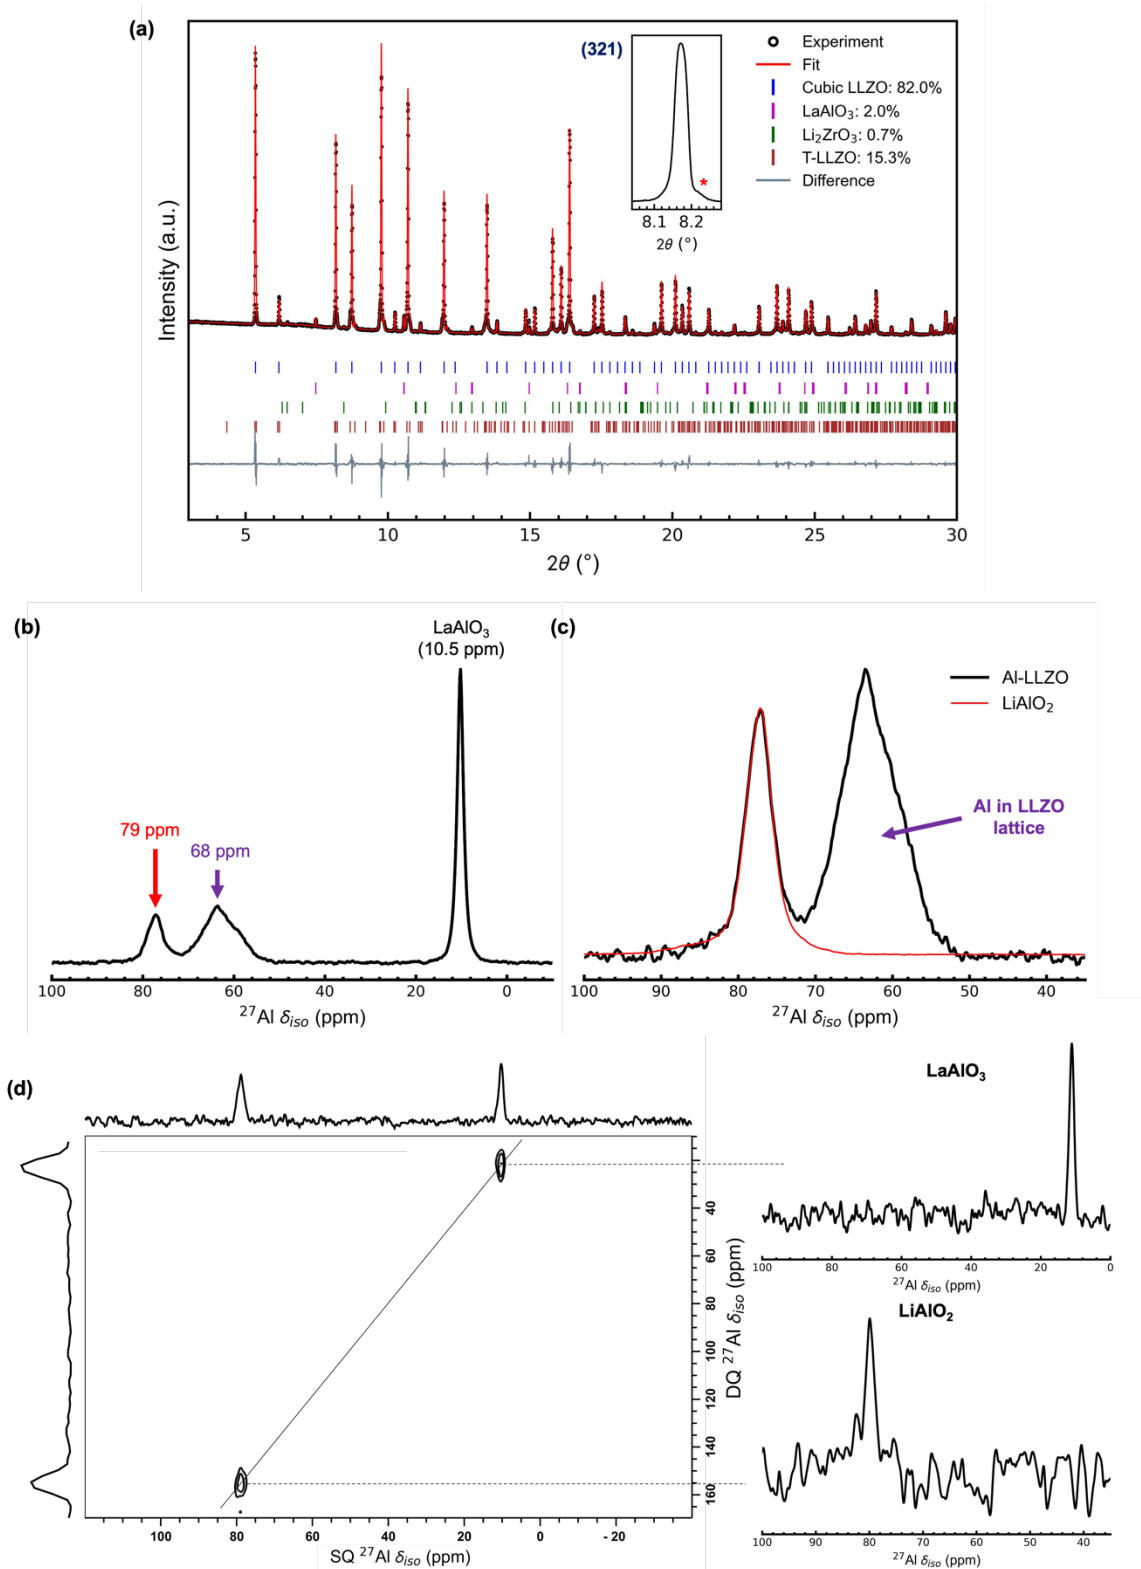 (a)
(321)
8.1 8.2
2θ (°)
*
Experiment
Fit
Cubic LLZO: 82.0%
LaAlO₃: 2.0%
Li₂ZrO₃: 0.7%
T-LLZO: 15.3%
Difference
Intensity (a.u.)
5 10 15 20 25 30
2θ (°)
(b)
LaAlO₃
(10.5 ppm)
79 ppm
68 ppm
100 80 60 40 20 0
²⁷Al δiso (ppm)
(c)
Al-LLZO
LiAlO₂
Al in LLZO
lattice
100 90 80 70 60 50 40
²⁷Al δiso (ppm)
(d)
40
60
80
100
120
140
160
DQ ²⁷Al δiso (ppm)
100 80 60 40 20 0 - 20
SQ ²⁷Al δiso (ppm)
LaAlO₃
100 80 60 40 20 0
²⁷Al δiso (ppm)
LiAlO₂
100 90 80 70 60 50 40
²⁷Al δiso (ppm)